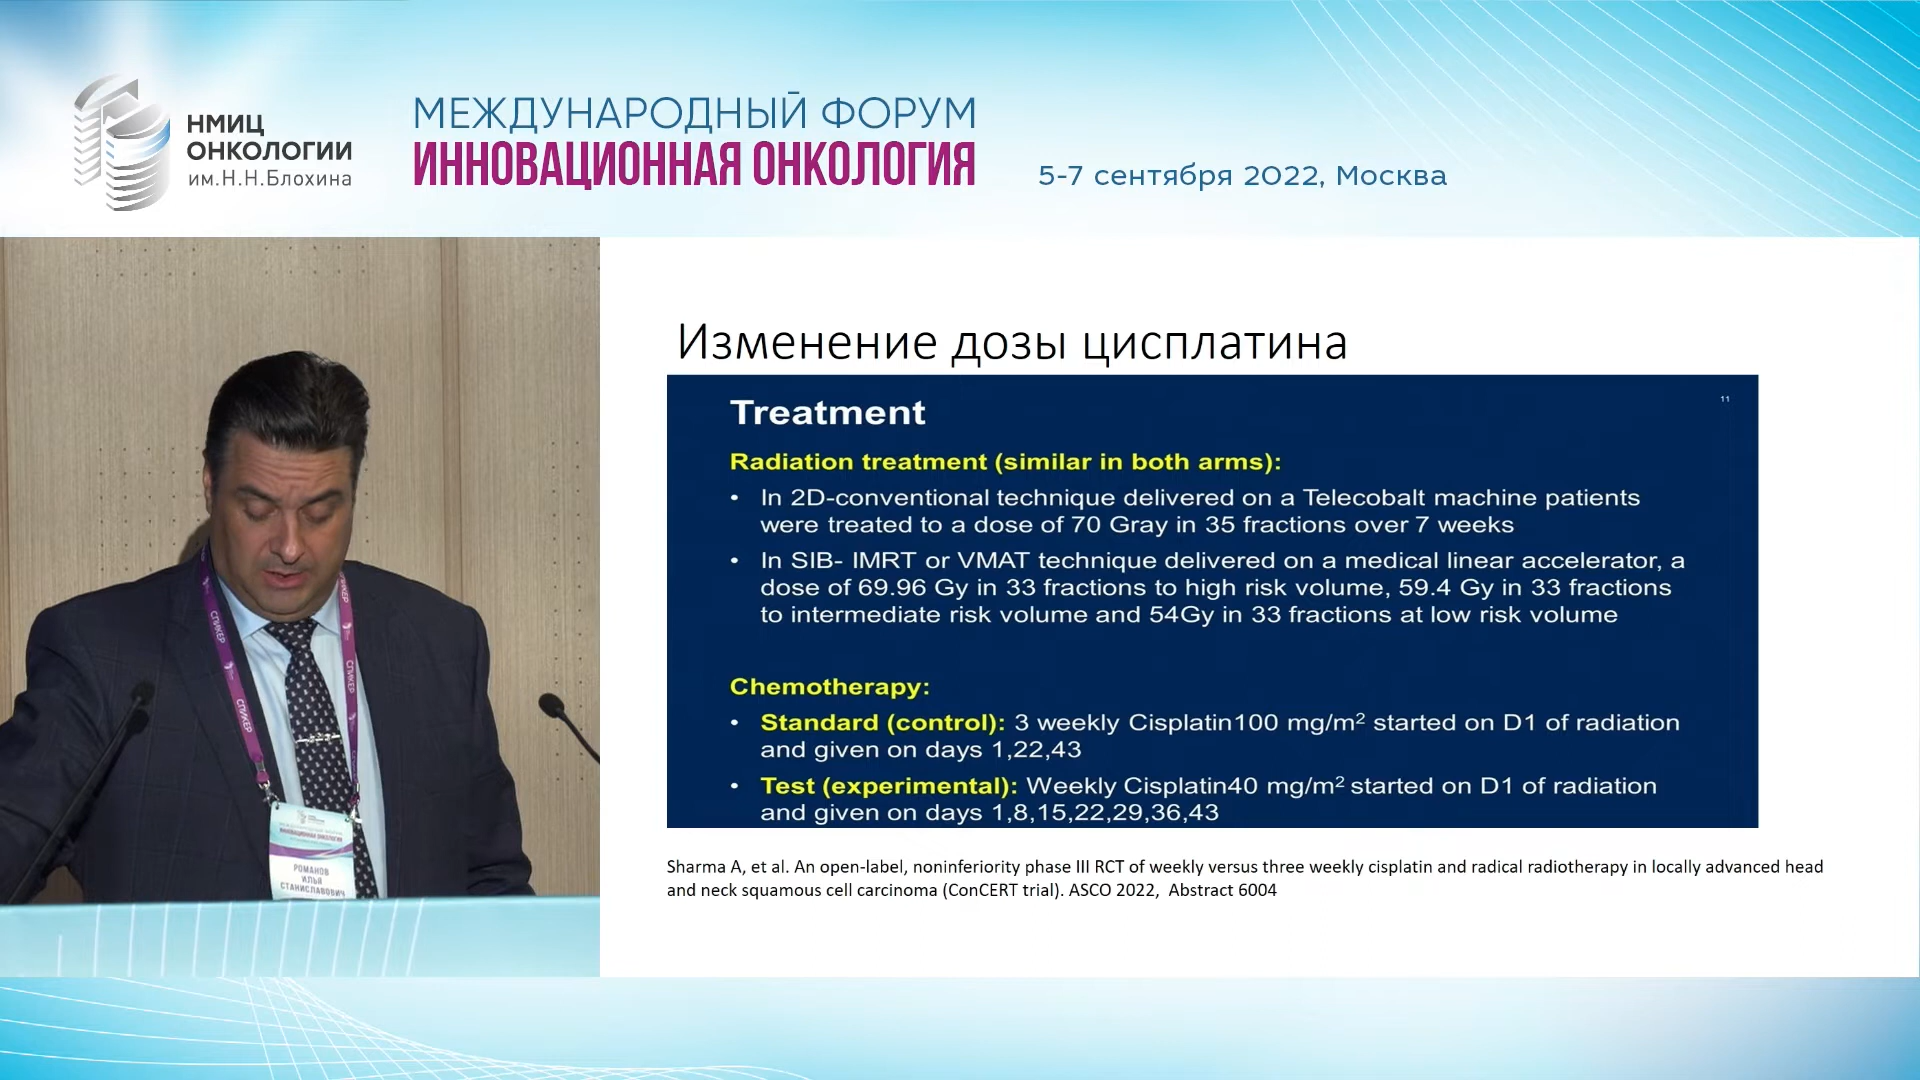 НМИЦ
ОНКОЛОГИИ
им.Н.Н.Блохина
МЕЖДУНАРОДНЫЙ ФОРУМ
ИННОВАЦИОННАЯ ОНКОЛОГИЯ
5-7 сентября 2022, Москва
Изменение дозы цисплатина
11
Treatment
Radiation treatment (similar in both arms):
• In 2D-conventional technique delivered on a Telecobalt machine patients
were treated to a dose of 70 Gray in 35 fractions over 7 weeks
• In SIB- IMRT or VMAT technique delivered on a medical linear accelerator, a
dose of 69.96 Gy in 33 fractions to high risk volume, 59.4 Gy in 33 fractions
to intermediate risk volume and 54Gy in 33 fractions at low risk volume
Chemotherapy:
• Standard (control): 3 weekly Cisplatin100 mg/m² started on D1 of radiation
and given on days 1,22,43
• Test (experimental): Weekly Cisplatin40 mg/m² started on D1 of radiation
and given on days 1,8,15,22,29,36,43
Sharma A, et al. An open-label, noninferiority phase III RCT of weekly versus three weekly cisplatin and radical radiotherapy in locally advanced head
and neck squamous cell carcinoma (ConCERT trial). ASCO 2022, Abstract 6004
СПИКЕР
СПИКЕР
СПИКЕР
СПИКЕР
МЕЖДУНАРОДНЫЙ ФОРУМ
ИННОВАЦИОННАЯ ОНКОЛОГИЯ
РОМАНОВ
ИЛЬЯ
СТАНИСЛАВОВИЧ